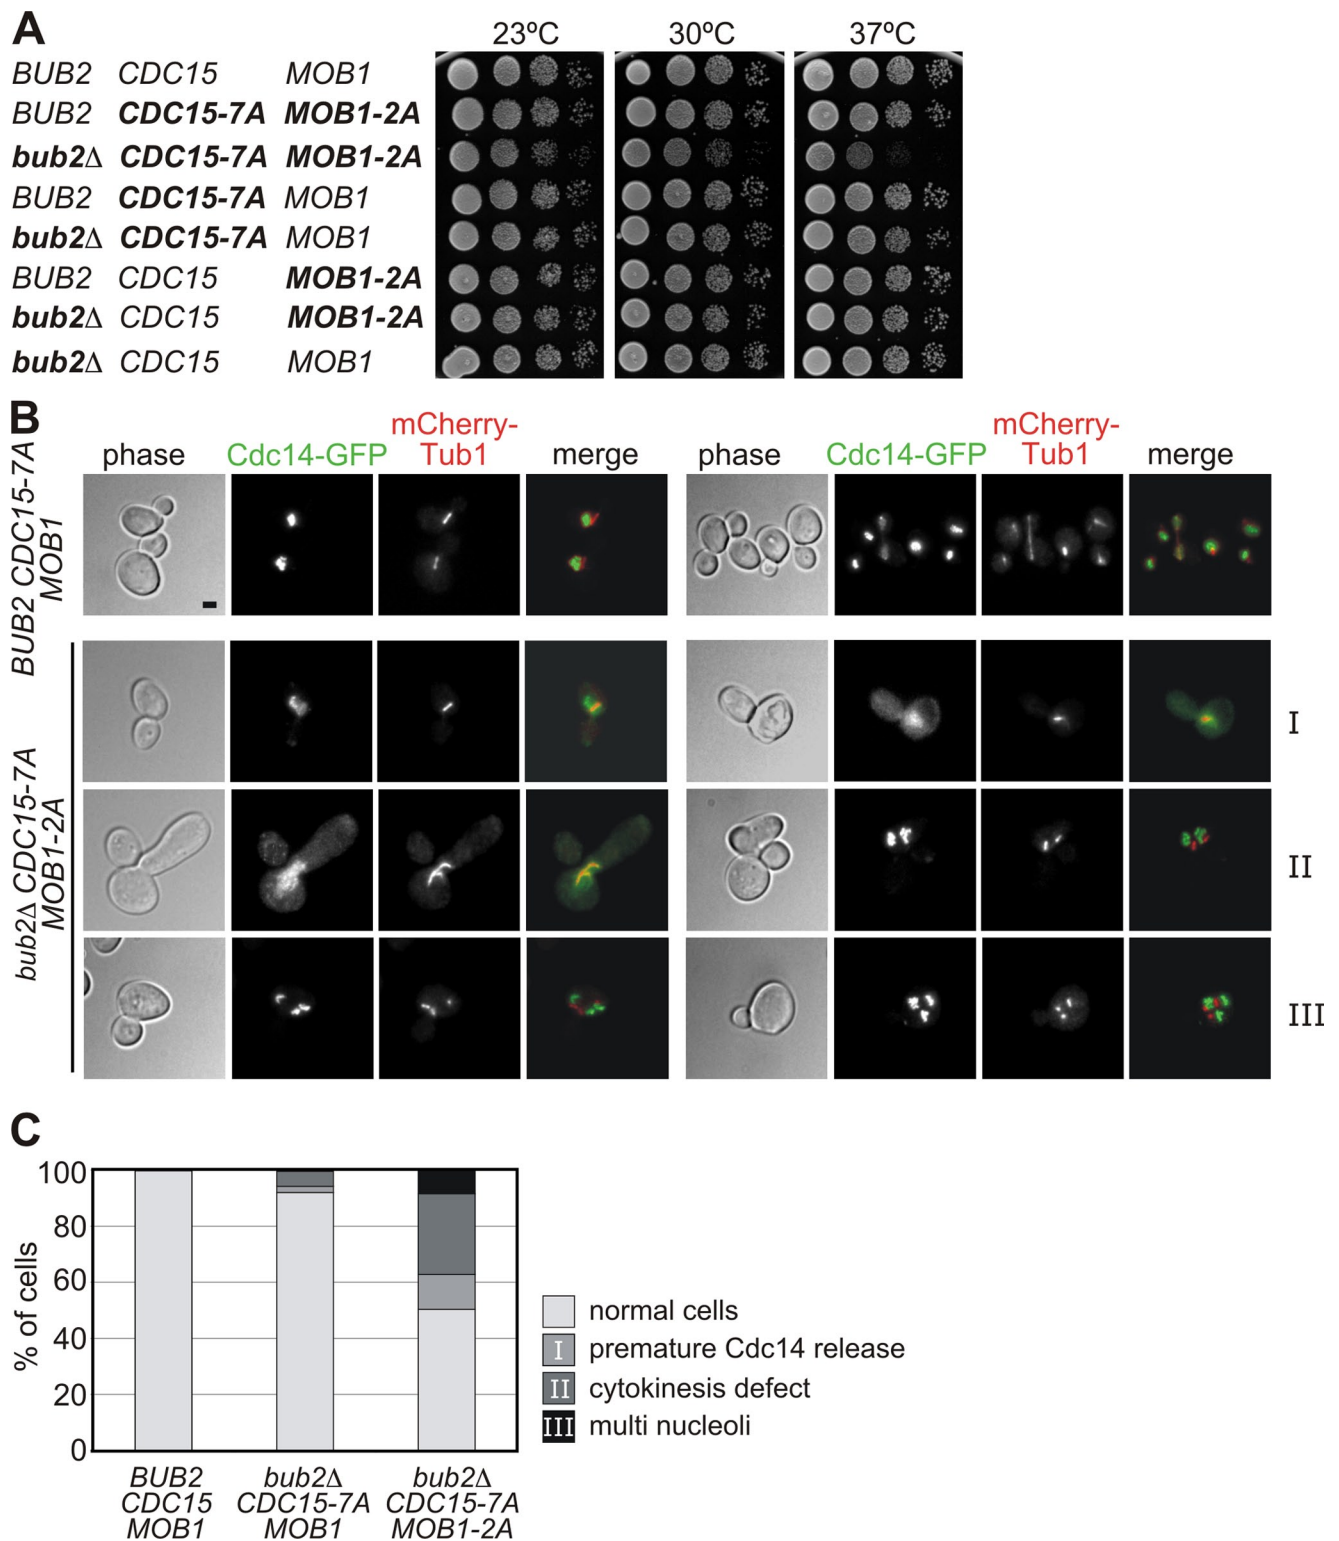 A
23ºC 30ºC 37ºC
BUB2 CDC15 MOB1
BUB2 CDC15-7A MOB1-2A
bub2Δ CDC15-7A MOB1-2A
BUB2 CDC15-7A MOB1
bub2Δ CDC15-7A MOB1
BUB2 CDC15 MOB1-2A
bub2Δ CDC15 MOB1-2A
bub2Δ CDC15 MOB1
B
phase Cdc14-GFP mCherry-
Tub1 merge phase Cdc14-GFP mCherry-
Tub1 merge
BUB2 CDC15-7A
MOB1
bub2Δ CDC15-7A
MOB1-2A
I
II
III
C
% of cells
100
80
60
40
20
0
BUB2
CDC15
MOB1
bub2Δ
CDC15-7A
MOB1
bub2Δ
CDC15-7A
MOB1-2A
normal cells
I premature Cdc14 release
II cytokinesis defect
III multi nucleoli